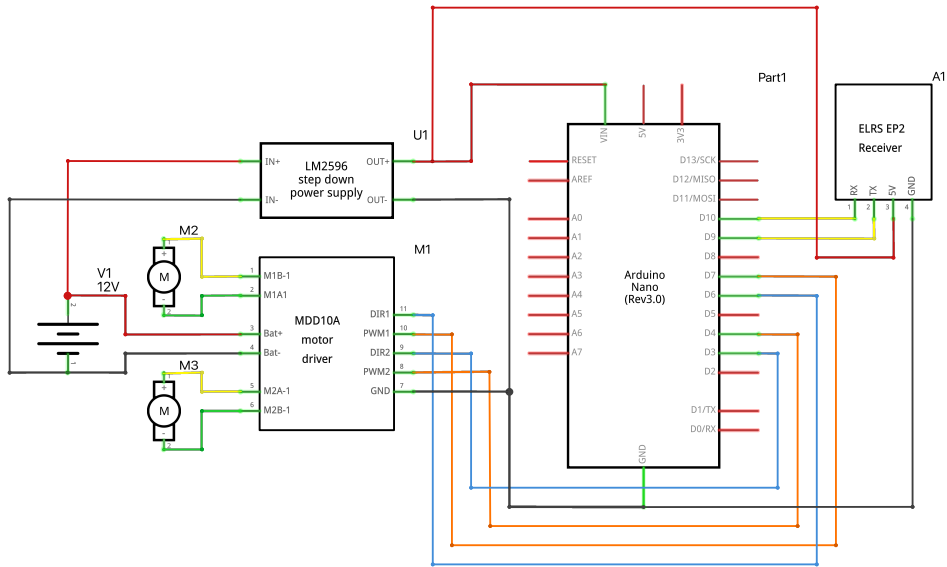 A1
Part1
ELRS EP2
Receiver
RX
TX
5V
GND
1
2
3
4
VIN
5V
3V3
U1
IN+
IN-
LM2596
step down
power supply
OUT+
OUT-
RESET
AREF
A0
A1
A2
A3
A4
A5
A6
A7
Arduino
Nano
(Rev3.0)
D13/SCK
D12/MISO
D11/MOSI
D10
D9
D8
D7
D6
D5
D4
D3
D2
D1/TX
D0/RX
GND
M2
1
+
M
-
2
V1
12V
2
1
M3
1
+
M
-
2
M1
1
M1B-1
2
M1A1
3
Bat+
4
Bat-
5
M2A-1
6
M2B-1
MDD10A
motor
driver
DIR1
11
PWM1
10
DIR2
9
PWM2
8
GND
7